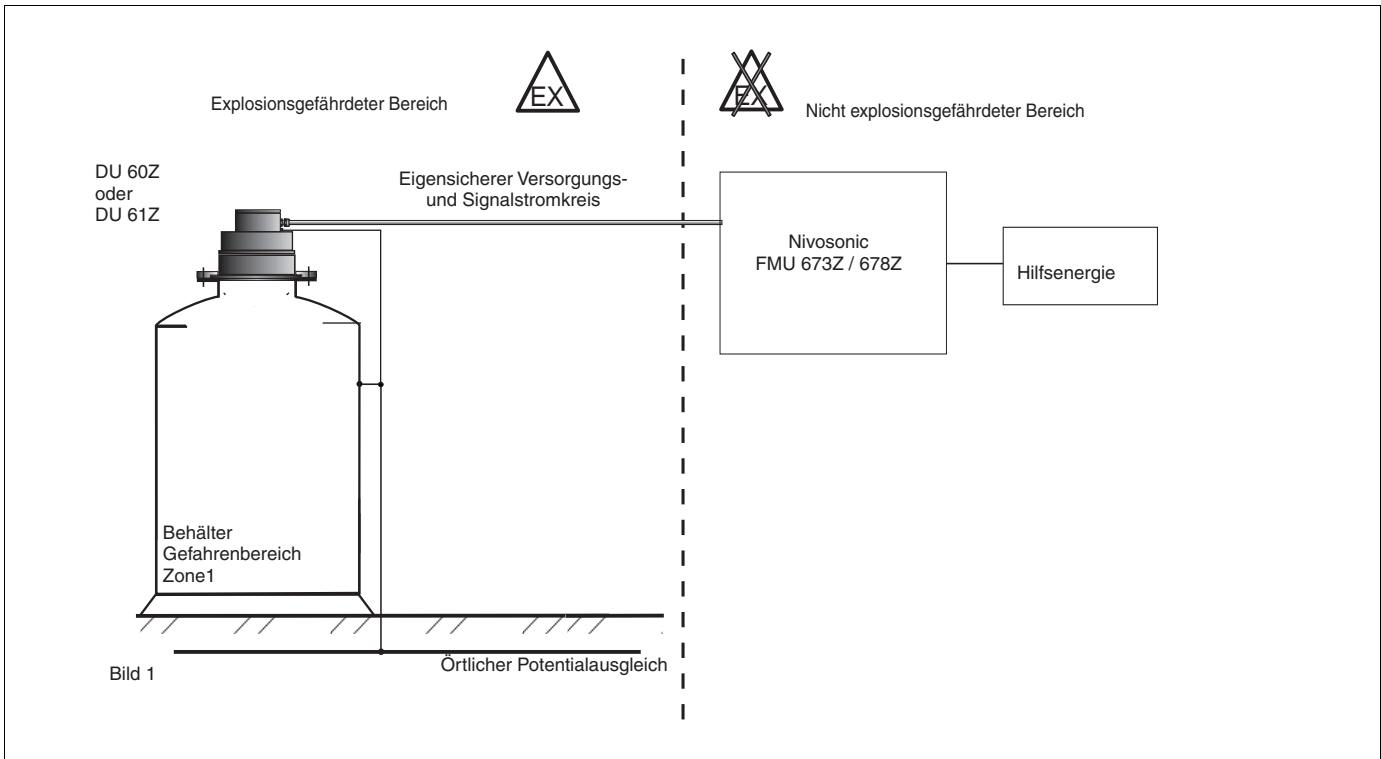 Explosionsgefährdeter Bereich
EX
EX
Nicht explosionsgefährdeter Bereich
DU 60Z
oder
DU 61Z
Eigensicherer Versorgungs-
und Signalstromkreis
Nivosonic
FMU 673Z / 678Z
Hilfsenergie
Behälter
Gefahrenbereich
Zone1
Örtlicher Potentialausgleich
Bild 1